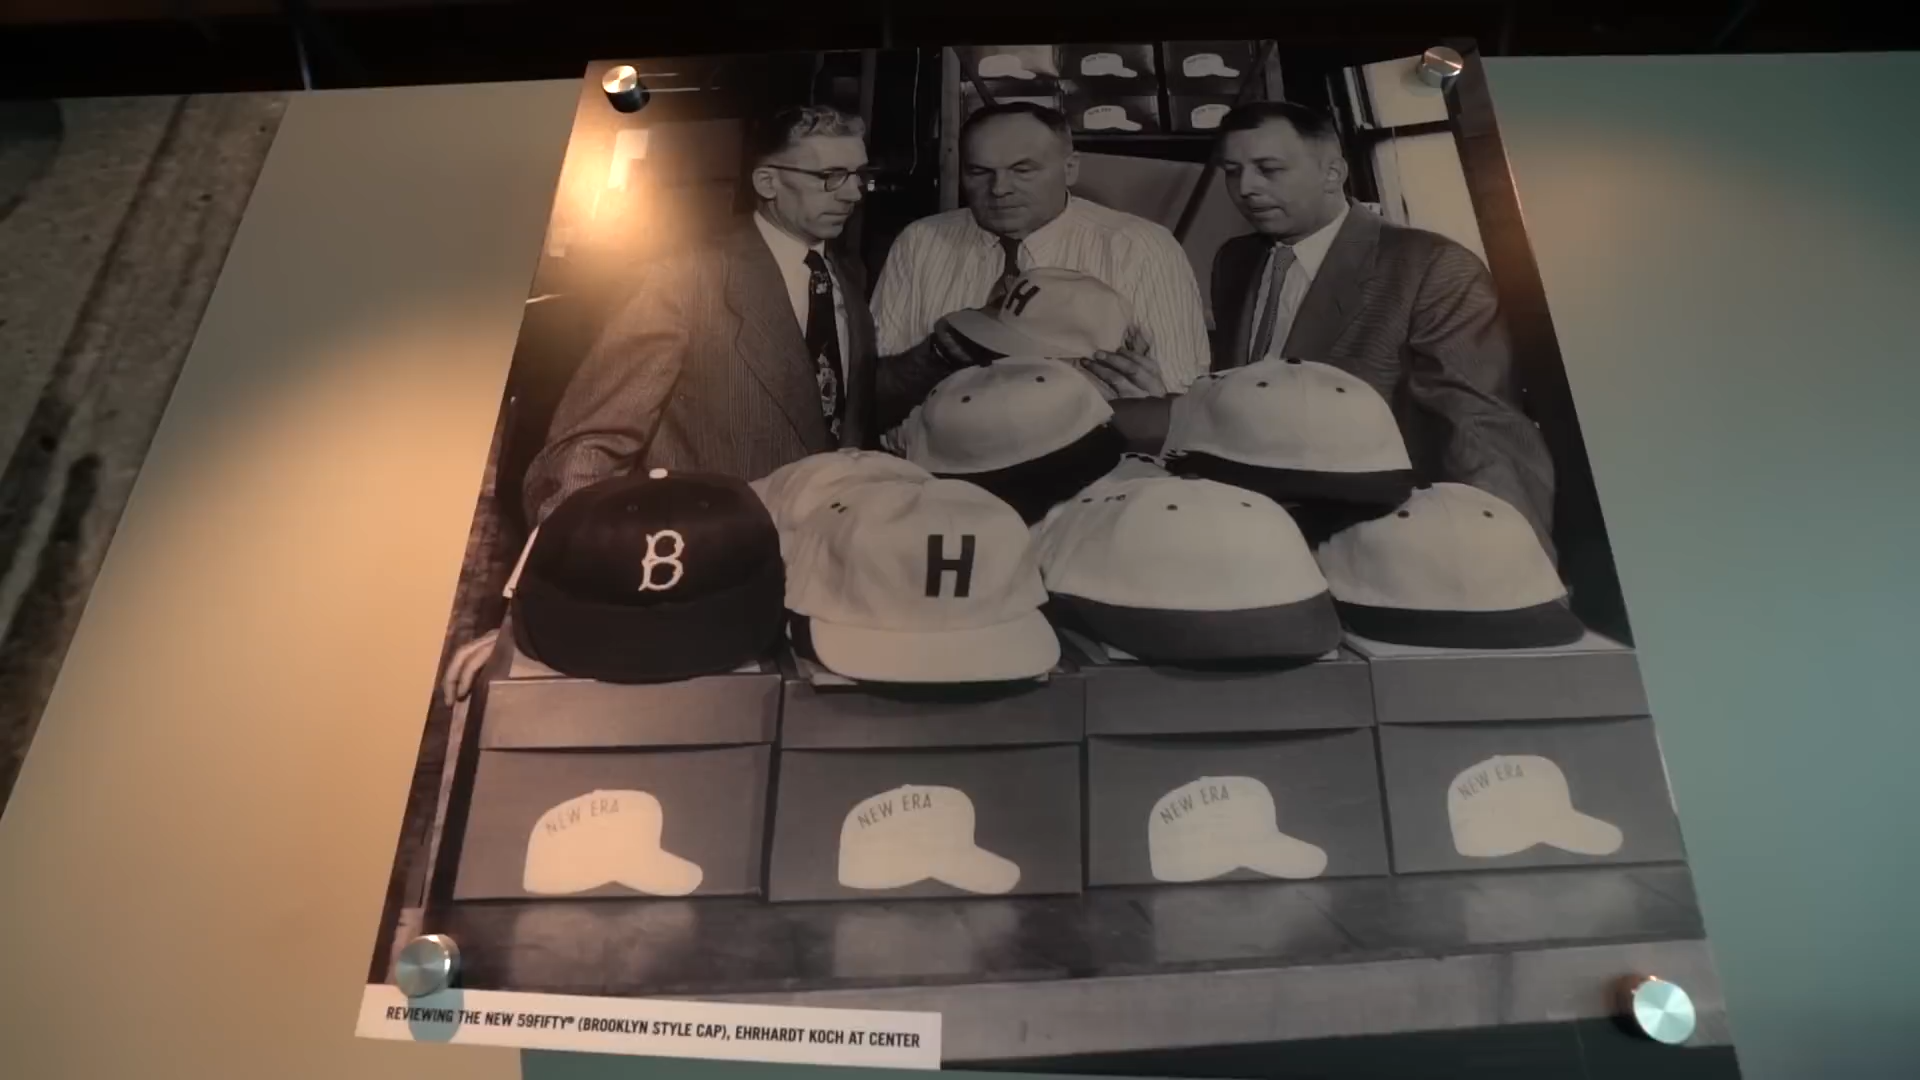 H
B
H
NEW ERA
NEW ERA
NEW ERA
NEW ERA
REVIEWING THE NEW 59FIFTY® (BROOKLYN STYLE CAP), EHRHARDT KOCH AT CENTER